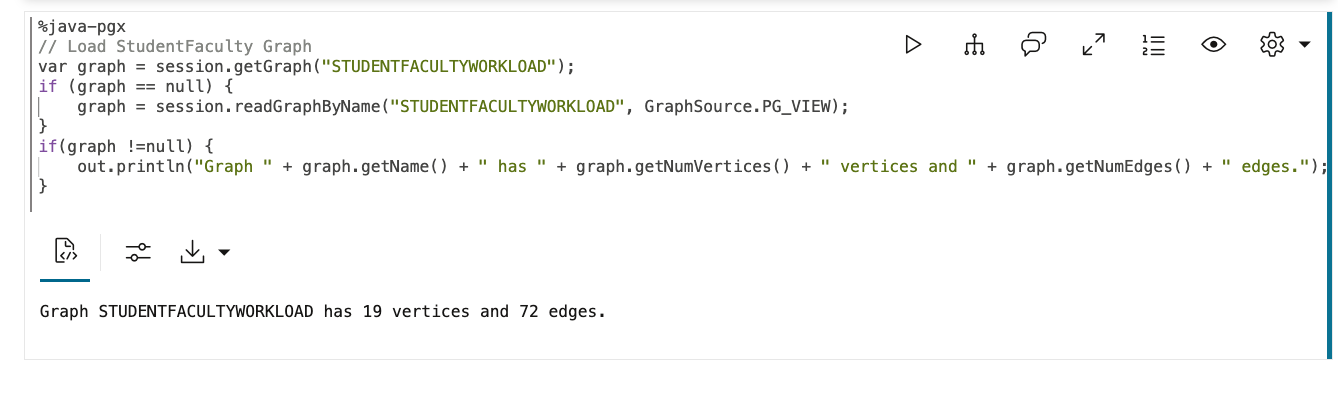 %java-pgx
// Load StudentFaculty Graph
var graph = session.getGraph("STUDENTFACULTYWORKLOAD");
if (graph == null) {
    graph = session.readGraphByName("STUDENTFACULTYWORKLOAD", GraphSource.PG_VIEW);
}
if(graph !=null) {
    out.println("Graph " + graph.getName() + " has " + graph.getNumVertices() + " vertices and " + graph.getNumEdges() + " edges.");
}
Graph STUDENTFACULTYWORKLOAD has 19 vertices and 72 edges.